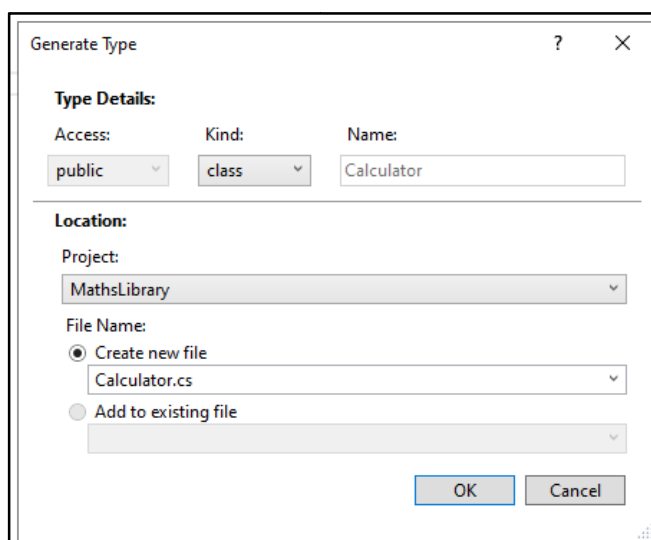 Generate Type ?
Type Details:
Access: Kind: Name:
public class Calculator
Location:
Project:
MathsLibrary
File Name:
Create new file
Calculator.cs
Add to existing file
OK Cancel